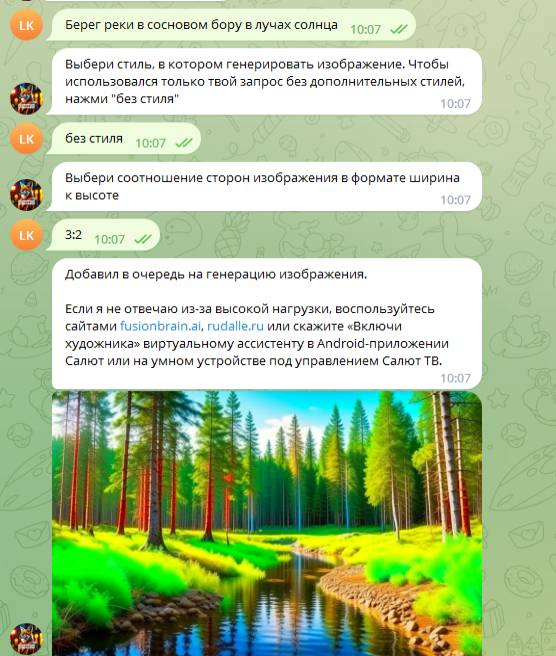 LK
Берег реки в сосновом бору в лучах солнца 10:07
Выбери стиль, в котором генерировать изображение. Чтобы
использовался только твой запрос без дополнительных стилей,
нажми "без стиля"
10:07
LK
без стиля 10:07
Выбери соотношение сторон изображения в формате ширина
к высоте
10:07
LK
3:2 10:07
Добавил в очередь на генерацию изображения.
Если я не отвечаю из-за высокой нагрузки, воспользуйтесь
сайтами fusionbrain.ai, rudalle.ru или скажите «Включи
художника» виртуальному ассистенту в Android-приложении
Салют или на умном устройстве под управлением Салют ТВ.
10:07